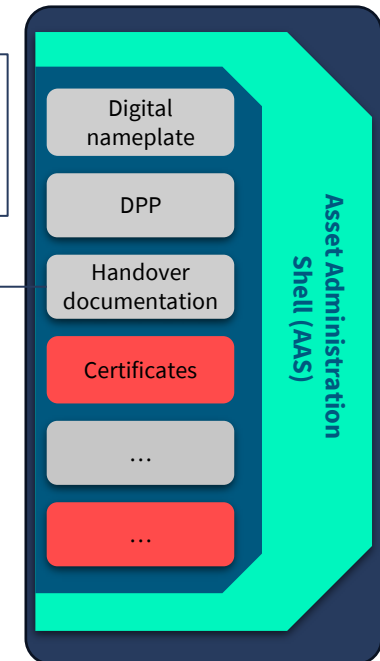 Digital
nameplate
DPP
Handover
documentation
Certificates
…
…
Asset Administration
Shell (AAS)